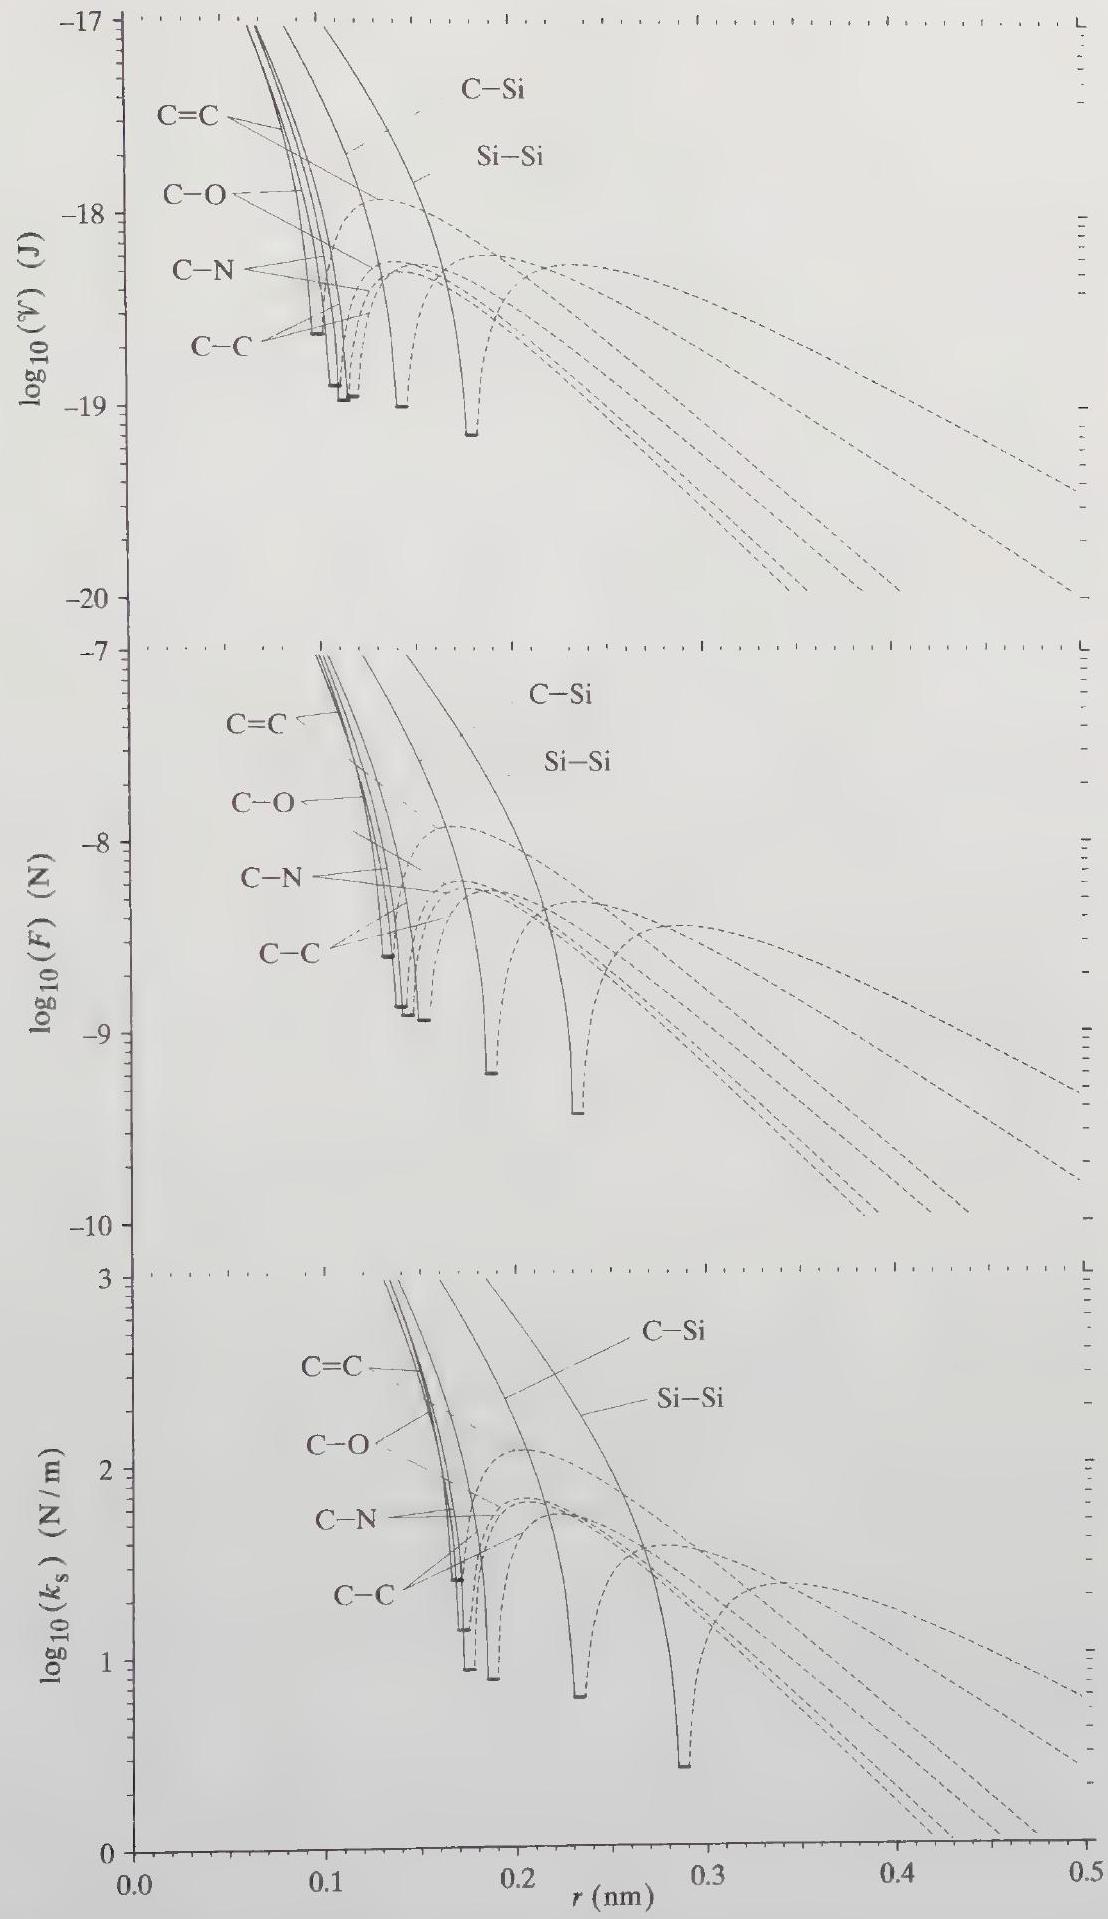 −17
C−Si
C=C
Si−Si
C−O
−18
C−N
log₁₀(𝒱) (J)
C−C
−19
−20
−7
C−Si
C=C
Si−Si
C−O
−8
C−N
log₁₀(F) (N)
C−C
−9
−10
3
C−Si
C=C
Si−Si
C−O
2
C−N
log₁₀(kₛ) (N/m)
C−C
1
0
0.0 0.1 0.2 0.3 0.4 0.5
r (nm)